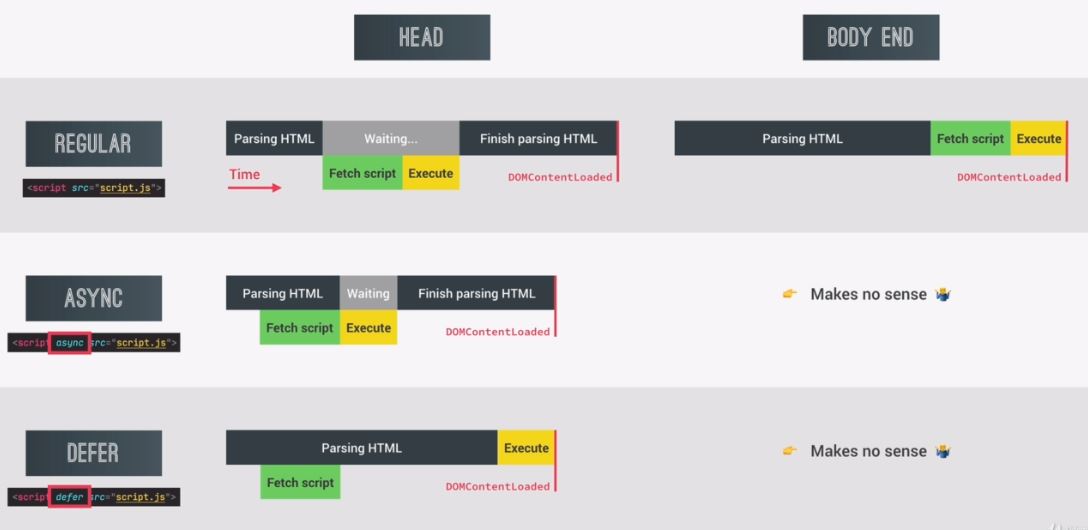 HEAD
BODY END
REGULAR
<script src="script.js">
Parsing HTML
Waiting...
Finish parsing HTML
Fetch script
Execute
Time
DOMContentLoaded
Parsing HTML
Fetch script
Execute
DOMContentLoaded
ASYNC
<script async src="script.js">
Parsing HTML
Waiting
Finish parsing HTML
Fetch script
Execute
DOMContentLoaded
👉 Makes no sense 🤷‍♂️
DEFER
<script defer src="script.js">
Parsing HTML
Execute
Fetch script
DOMContentLoaded
👉 Makes no sense 🤷‍♂️